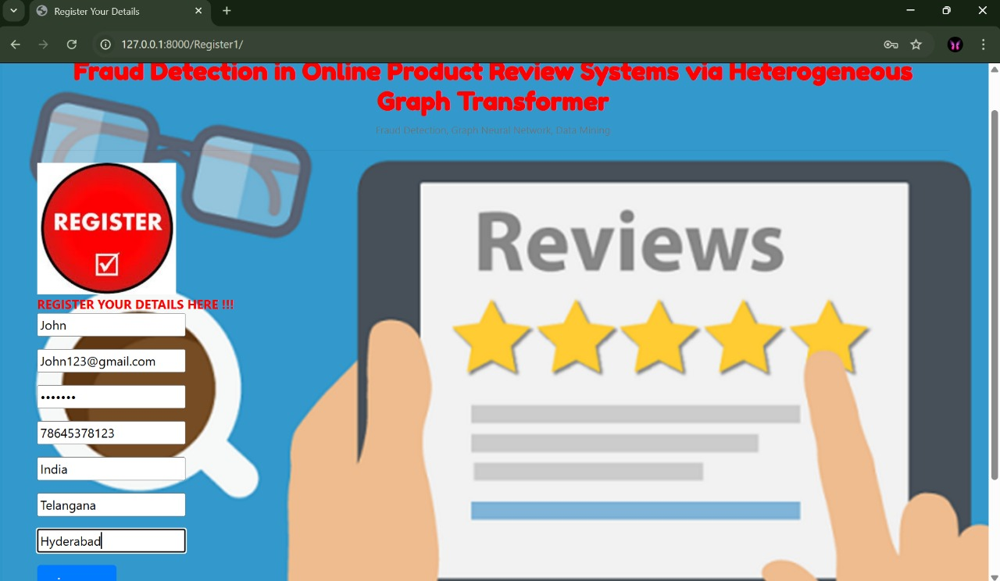 Register Your Details
127.0.0.1:8000/Register1/
Fraud Detection in Online Product Review Systems via Heterogeneous
Graph Transformer
Fraud Detection, Graph Neural Network, Data Mining
REGISTER
Reviews
REGISTER YOUR DETAILS HERE !!!
John
John123@gmail.com
•••••••
78645378123
India
Telangana
Hyderabad